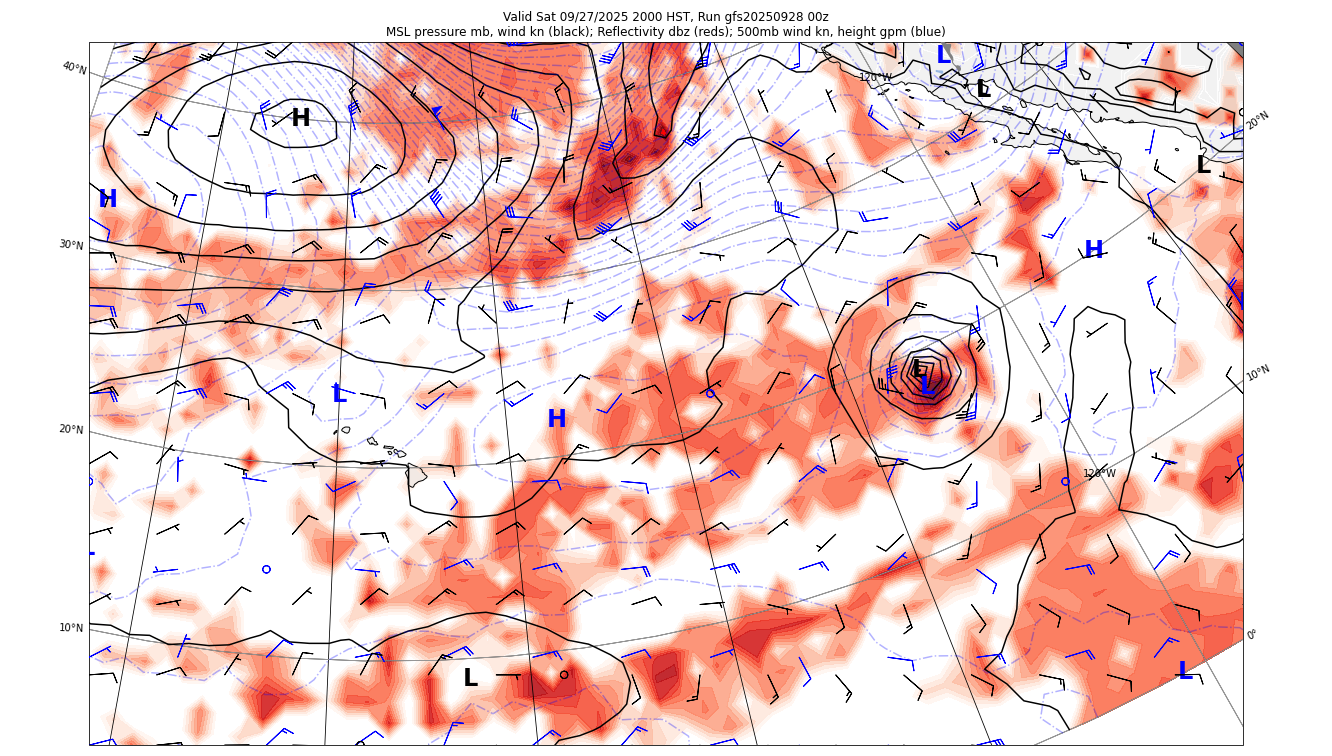 Valid Sat 09/27/2025 2000 HST, Run gfs20250928 00z
MSL pressure mb, wind kn (black); Reflectivity dbz (reds); 500mb wind kn, height gpm (blue)
40°N
120°W
L
L
H
20°N
L
H
H
30°N
L
L
10°N
L
H
20°N
120°W
10°N
0°
L
L